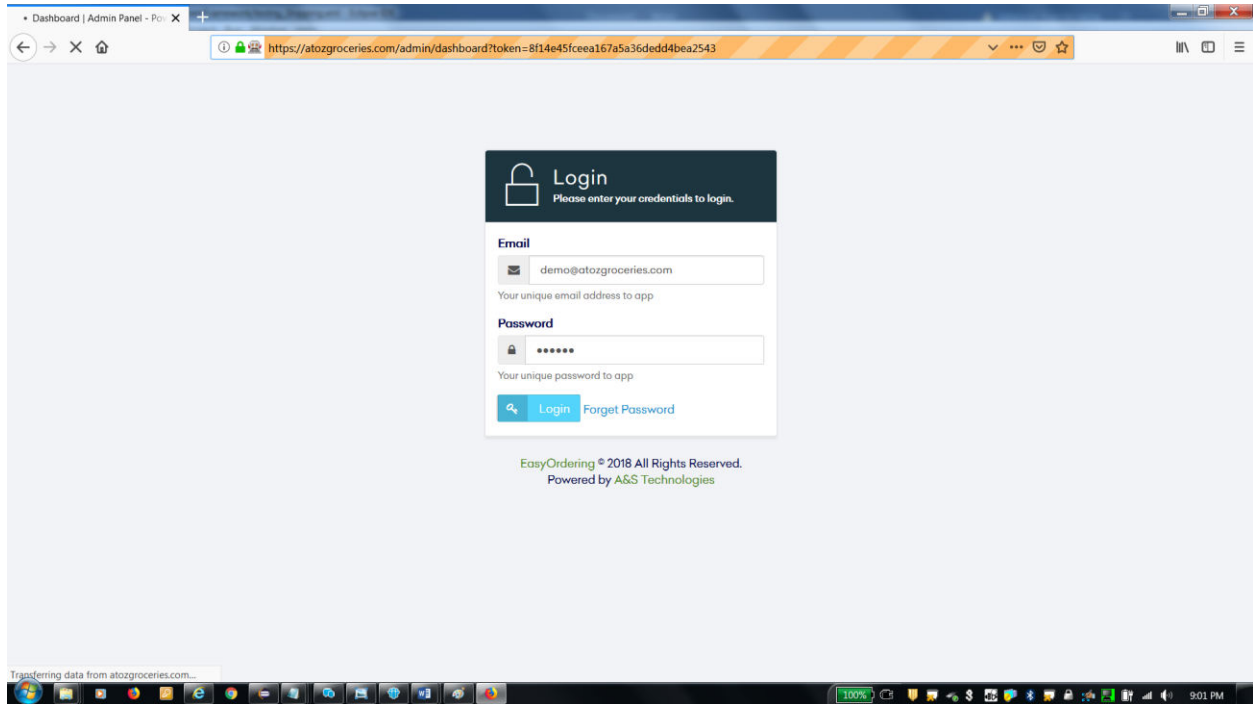 Dashboard | Admin Panel - Pov
https://atozgroceries.com/admin/dashboard?token=8f14e45fceea167a5a36dedd4bea2543
Login
Please enter your credentials to login.
Email
demo@atozgroceries.com
Your unique email address to app
Password
Your unique password to app
Login Forget Password
EasyOrdering © 2018 All Rights Reserved.
Powered by A&S Technologies
Transferring data from atozgroceries.com...
100% 9:01 PM